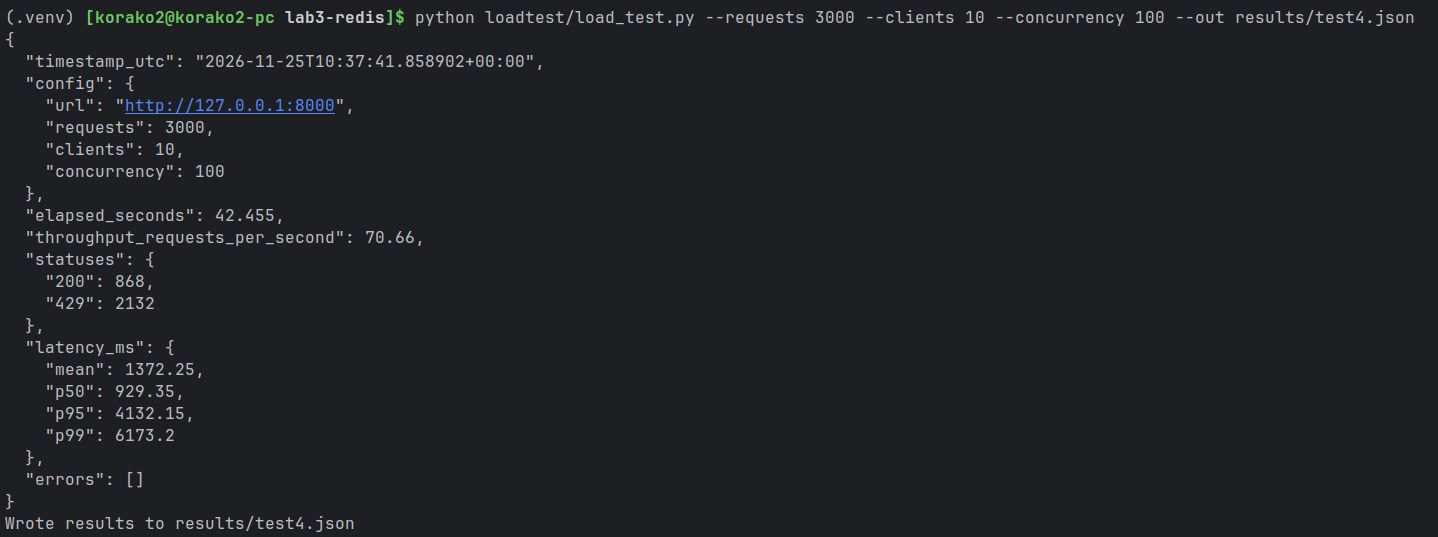 (.venv) [korako2@korako2-pc lab3-redis]$ python loadtest/load_test.py --requests 3000 --clients 10 --concurrency 100 --out results/test4.json
{
  "timestamp_utc": "2026-11-25T10:37:41.858902+00:00",
  "config": {
    "url": "http://127.0.0.1:8000",
    "requests": 3000,
    "clients": 10,
    "concurrency": 100
  },
  "elapsed_seconds": 42.455,
  "throughput_requests_per_second": 70.66,
  "statuses": {
    "200": 868,
    "429": 2132
  },
  "latency_ms": {
    "mean": 1372.25,
    "p50": 929.35,
    "p95": 4132.15,
    "p99": 6173.2
  },
  "errors": []
}
Wrote results to results/test4.json